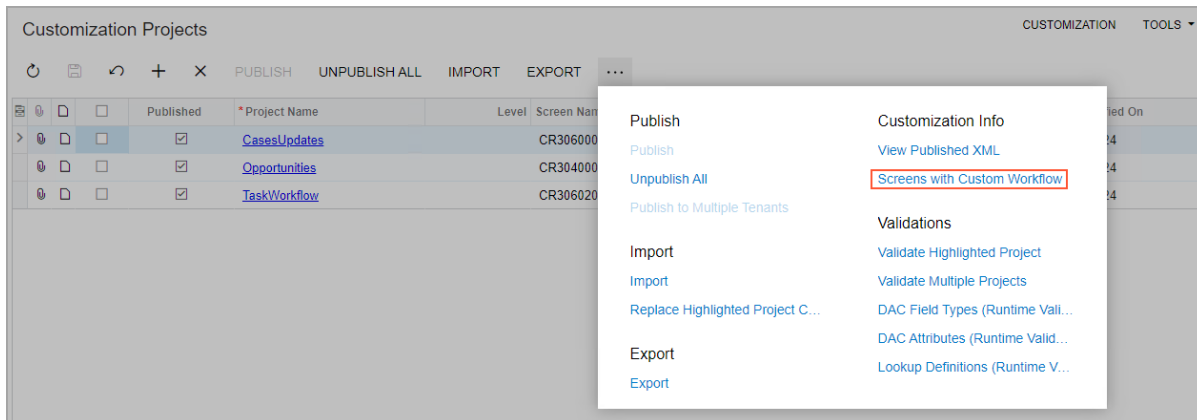 Customization Projects
CUSTOMIZATION TOOLS
PUBLISH UNPUBLISH ALL IMPORT EXPORT ...
Published *Project Name Level Screen Nam
CasesUpdates CR306000
Opportunities CR304000
TaskWorkflow CR306020
ied On
24
24
24
Publish
Publish
Unpublish All
Publish to Multiple Tenants
Import
Import
Replace Highlighted Project C...
Export
Export
Customization Info
View Published XML
Screens with Custom Workflow
Validations
Validate Highlighted Project
Validate Multiple Projects
DAC Field Types (Runtime Vali...
DAC Attributes (Runtime Valid...
Lookup Definitions (Runtime V...